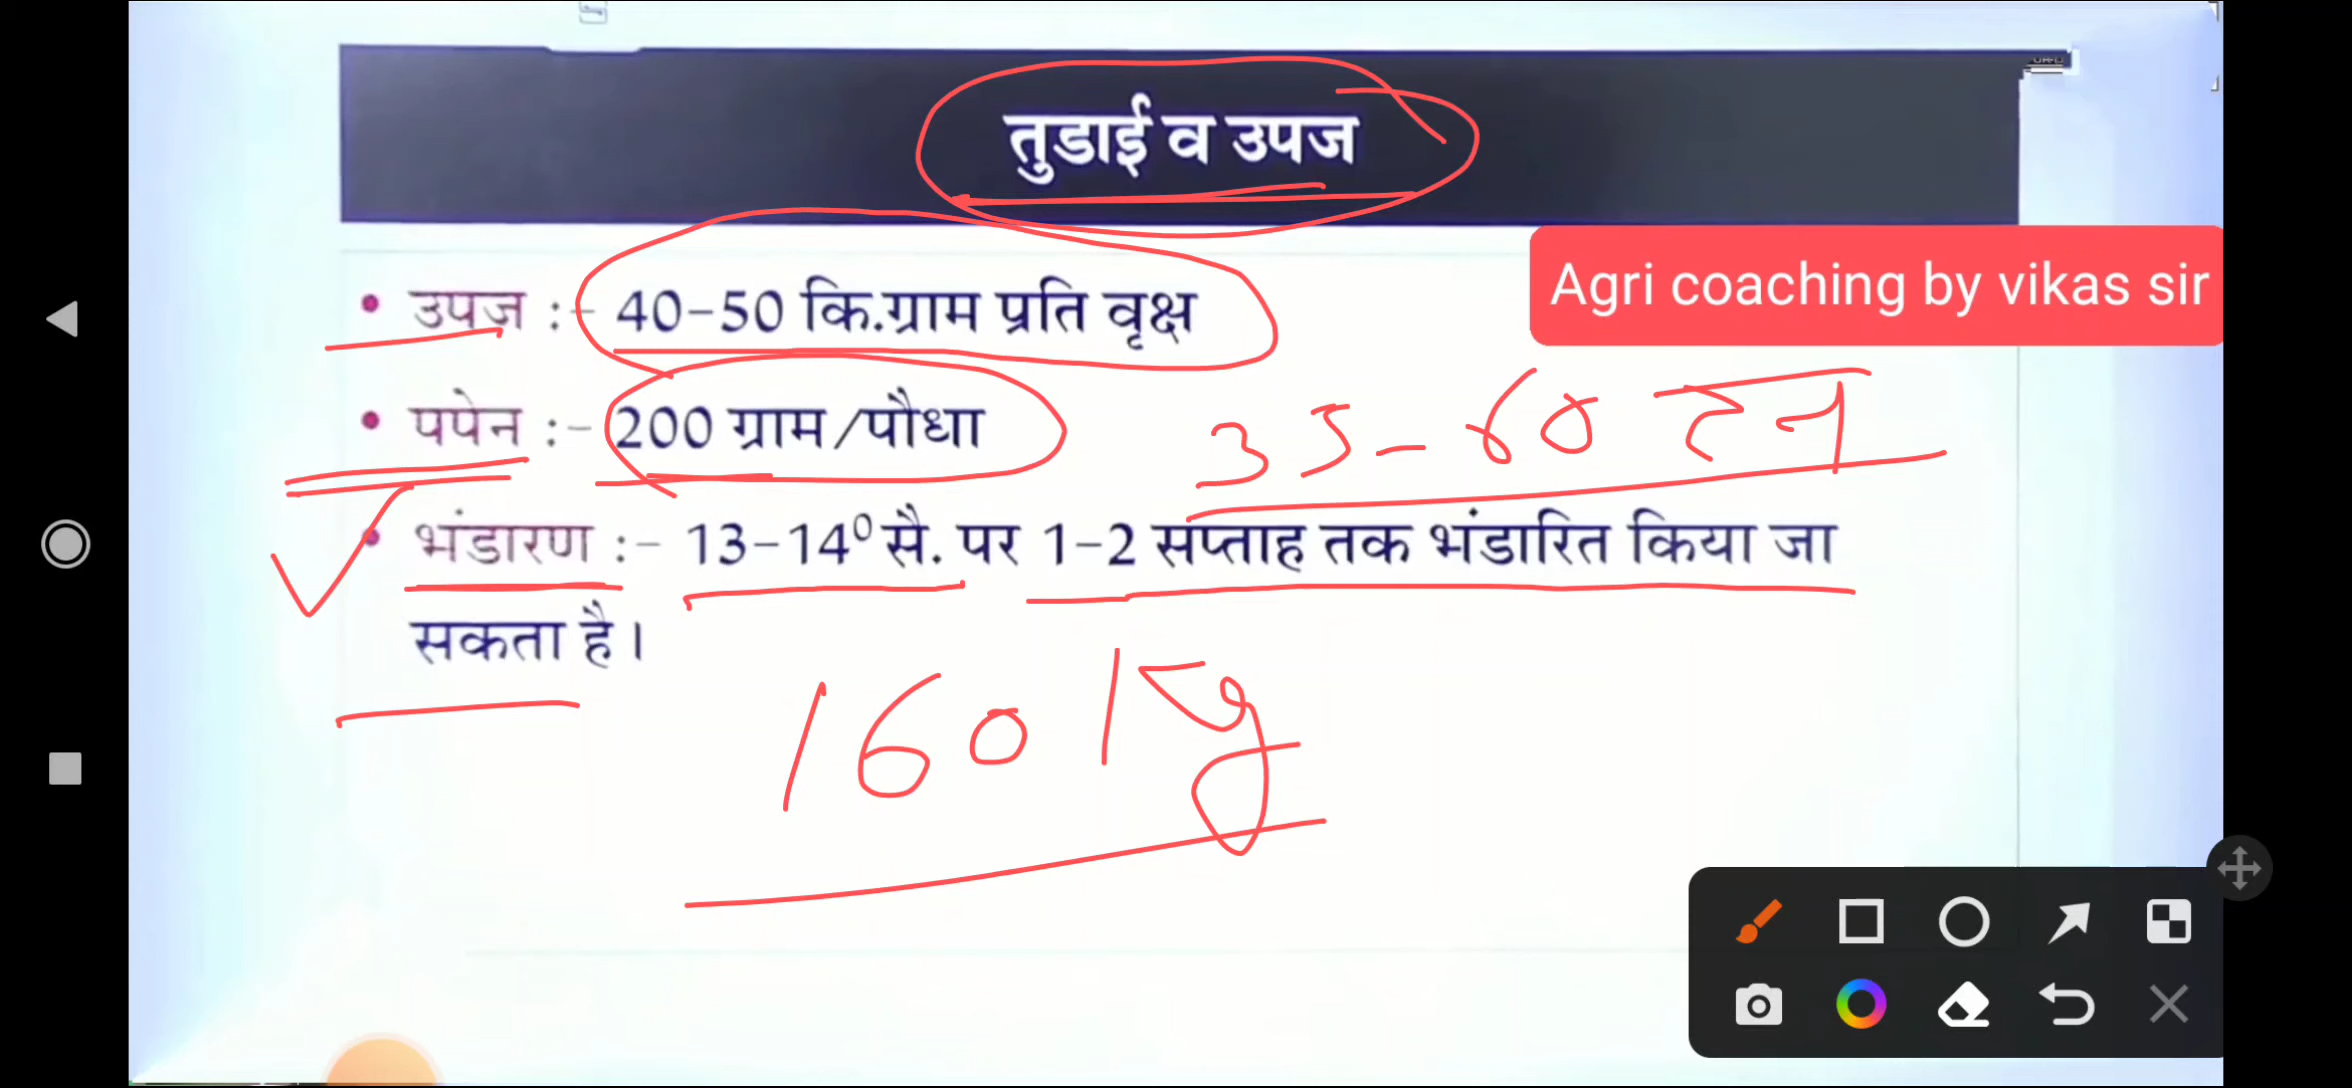 तुडाई व उपज
Agri coaching by vikas sir
• उपज :- 40-50 कि.ग्राम प्रति वृक्ष
• पपेन :- 200 ग्राम/पौधा
35-60 टन
• भंडारण :- 13-14⁰ सै. पर 1-2 सप्ताह तक भंडारित किया जा
सकता है।
160 Kg